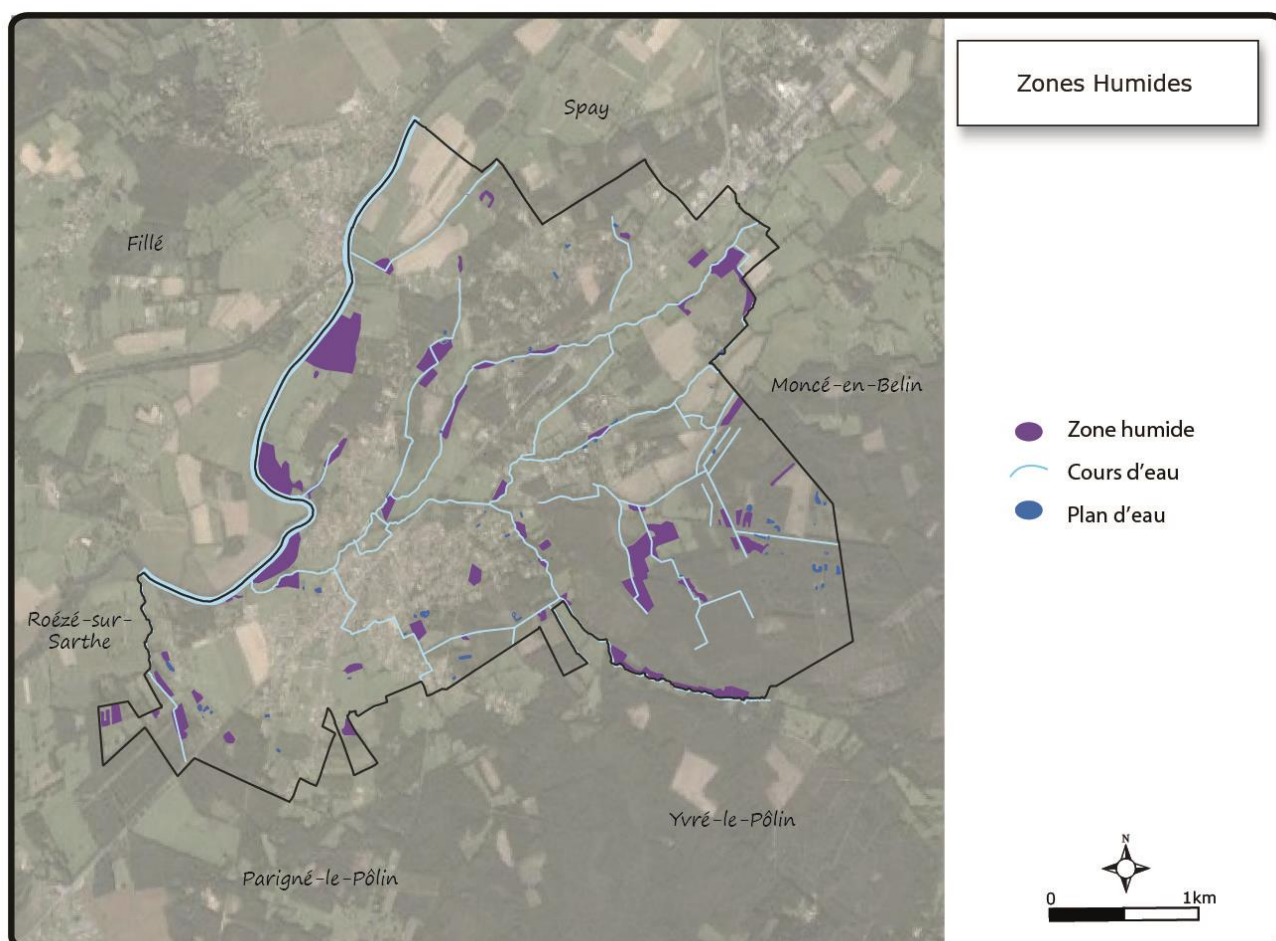 Zones Humides
Spay
Fillé
Moncé-en-Belin
Roézé-sur-
Sarthe
Yvré-le-Pôlin
Parigné-le-Pôlin
Zone humide
Cours d'eau
Plan d'eau
N
0 1km